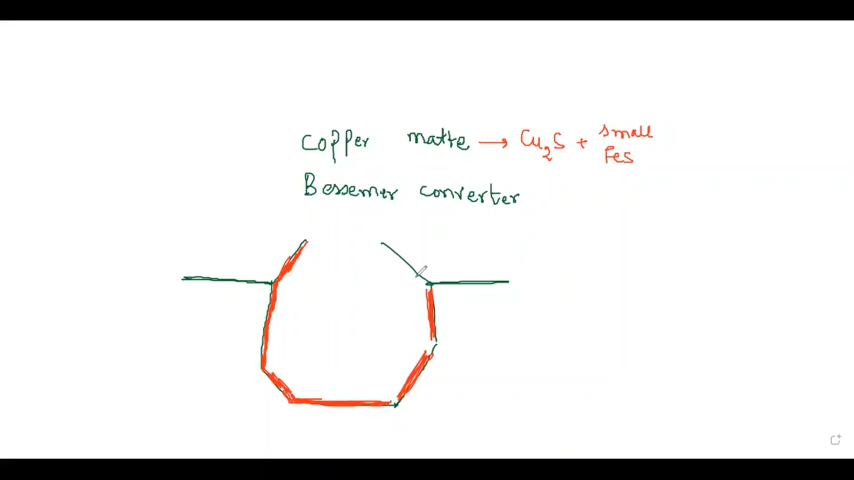 Copper matte → Cu₂S + small
FeS
Bessemer converter